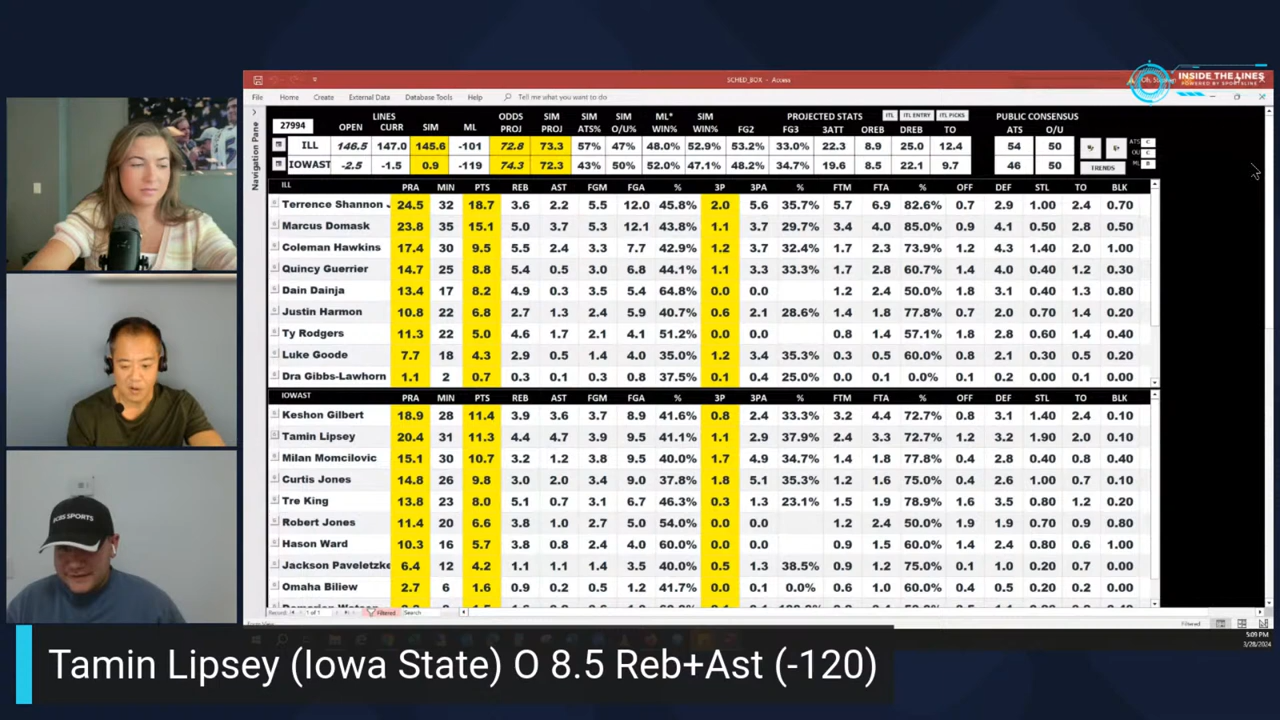 SCHED_BOX - Access
INSIDE THE LINES
POWERED BY SPORTSLINE
File Home Create External Data Database Tools Help Tell me what you want to do
Navigation Pane
27994
LINES ODDS SIM SIM SIM ML* SIM PROJECTED STATS ITL ITL ENTRY ITL PICKS PUBLIC CONSENSUS
OPEN CURR SIM ML PROJ PROJ ATS% O/U% WIN% WIN% FG2 FG3 3ATT OREB DREB TO ATS O/U
ILL 146.5 147.0 145.6 -101 72.8 73.3 57% 47% 48.0% 52.9% 53.2% 33.0% 22.3 8.9 25.0 12.4 54 50
IOWAST -2.5 -1.5 0.9 -119 74.3 72.3 43% 50% 52.0% 47.1% 48.2% 34.7% 19.6 8.5 22.1 9.7 46 50
TRENDS
ILL PRA MIN PTS REB AST FGM FGA % 3P 3PA % FTM FTA % OFF DEF STL TO BLK
Terrence Shannon 24.5 32 18.7 3.6 2.2 5.5 12.0 45.8% 2.0 5.6 35.7% 5.7 6.9 82.6% 0.7 2.9 1.00 2.4 0.70
Marcus Domask 23.8 35 15.1 5.0 3.7 5.3 12.1 43.8% 1.1 3.7 29.7% 3.4 4.0 85.0% 0.9 4.1 0.50 2.8 0.50
Coleman Hawkins 17.4 30 9.5 5.5 2.4 3.3 7.7 42.9% 1.2 3.7 32.4% 1.7 2.3 73.9% 1.2 4.3 1.40 2.4 1.00
Quincy Guerrier 14.7 25 8.8 5.4 0.5 3.0 6.8 44.1% 1.1 3.3 33.3% 1.7 2.8 60.7% 1.4 4.0 0.40 1.2 0.30
Dain Dainja 13.4 17 8.2 4.9 0.3 3.5 5.4 64.8% 0.0 0.0 1.2 2.4 50.0% 1.8 3.1 0.40 1.3 0.80
Justin Harmon 10.8 22 6.8 2.7 1.3 2.4 5.9 40.7% 0.6 2.1 28.6% 1.4 1.8 77.8% 0.7 2.0 0.70 1.4 0.20
Ty Rodgers 11.3 22 5.0 4.6 1.7 2.1 4.1 51.2% 0.0 0.0 0.8 1.4 57.1% 1.8 2.8 0.60 1.4 0.40
Luke Goode 7.7 18 4.3 2.9 0.5 1.4 4.0 35.0% 1.2 3.4 35.3% 0.3 0.5 60.0% 0.8 2.1 0.30 0.5 0.20
Dra Gibbs-Lawhorn 1.1 2 0.7 0.3 0.1 0.3 0.8 37.5% 0.1 0.4 25.0% 0.0 0.1 0.0% 0.1 0.2 0.00 0.1 0.00
IOWAST PRA MIN PTS REB AST FGM FGA % 3P 3PA % FTM FTA % OFF DEF STL TO BLK
Keshon Gilbert 18.9 28 11.4 3.9 3.6 3.7 8.9 41.6% 0.8 2.4 33.3% 3.2 4.4 72.7% 0.8 3.1 1.40 2.4 0.10
Tamin Lipsey 20.4 31 11.3 4.4 4.7 3.9 9.5 41.1% 1.1 2.9 37.9% 2.4 3.3 72.7% 1.2 3.2 1.90 2.0 0.10
Milan Momcilovic 15.1 30 10.7 3.2 1.2 3.8 9.5 40.0% 1.7 4.9 34.7% 1.4 1.8 77.8% 0.4 2.8 0.40 0.8 0.40
Curtis Jones 14.8 26 9.8 3.0 2.0 3.4 9.0 37.8% 1.8 5.1 35.3% 1.2 1.6 75.0% 0.4 2.6 1.00 0.7 0.10
Tre King 13.8 23 8.0 5.1 0.7 3.1 6.7 46.3% 0.3 1.3 23.1% 1.5 1.9 78.9% 1.6 3.5 0.80 1.2 0.20
Robert Jones 11.4 20 6.6 3.8 1.0 2.7 5.0 54.0% 0.0 0.0 1.2 2.4 50.0% 1.9 1.9 0.70 0.9 0.80
Hason Ward 10.3 16 5.7 3.8 0.8 2.4 4.0 60.0% 0.0 0.0 0.9 1.5 60.0% 1.4 2.4 0.80 0.6 1.00
Jackson Paveletzke 6.4 12 4.2 1.1 1.1 1.4 3.5 40.0% 0.5 1.3 38.5% 0.9 1.2 75.0% 0.1 1.0 0.20 0.7 0.00
Omaha Biliew 2.7 6 1.6 0.9 0.2 0.5 1.2 41.7% 0.0 0.1 0.0% 0.6 1.0 60.0% 0.4 0.5 0.20 0.2 0.00
Record: 1 of 1 Filtered Search
Filtered
5:09 PM
3/28/2024
CBS SPORTS
Tamin Lipsey (Iowa State) O 8.5 Reb+Ast (-120)